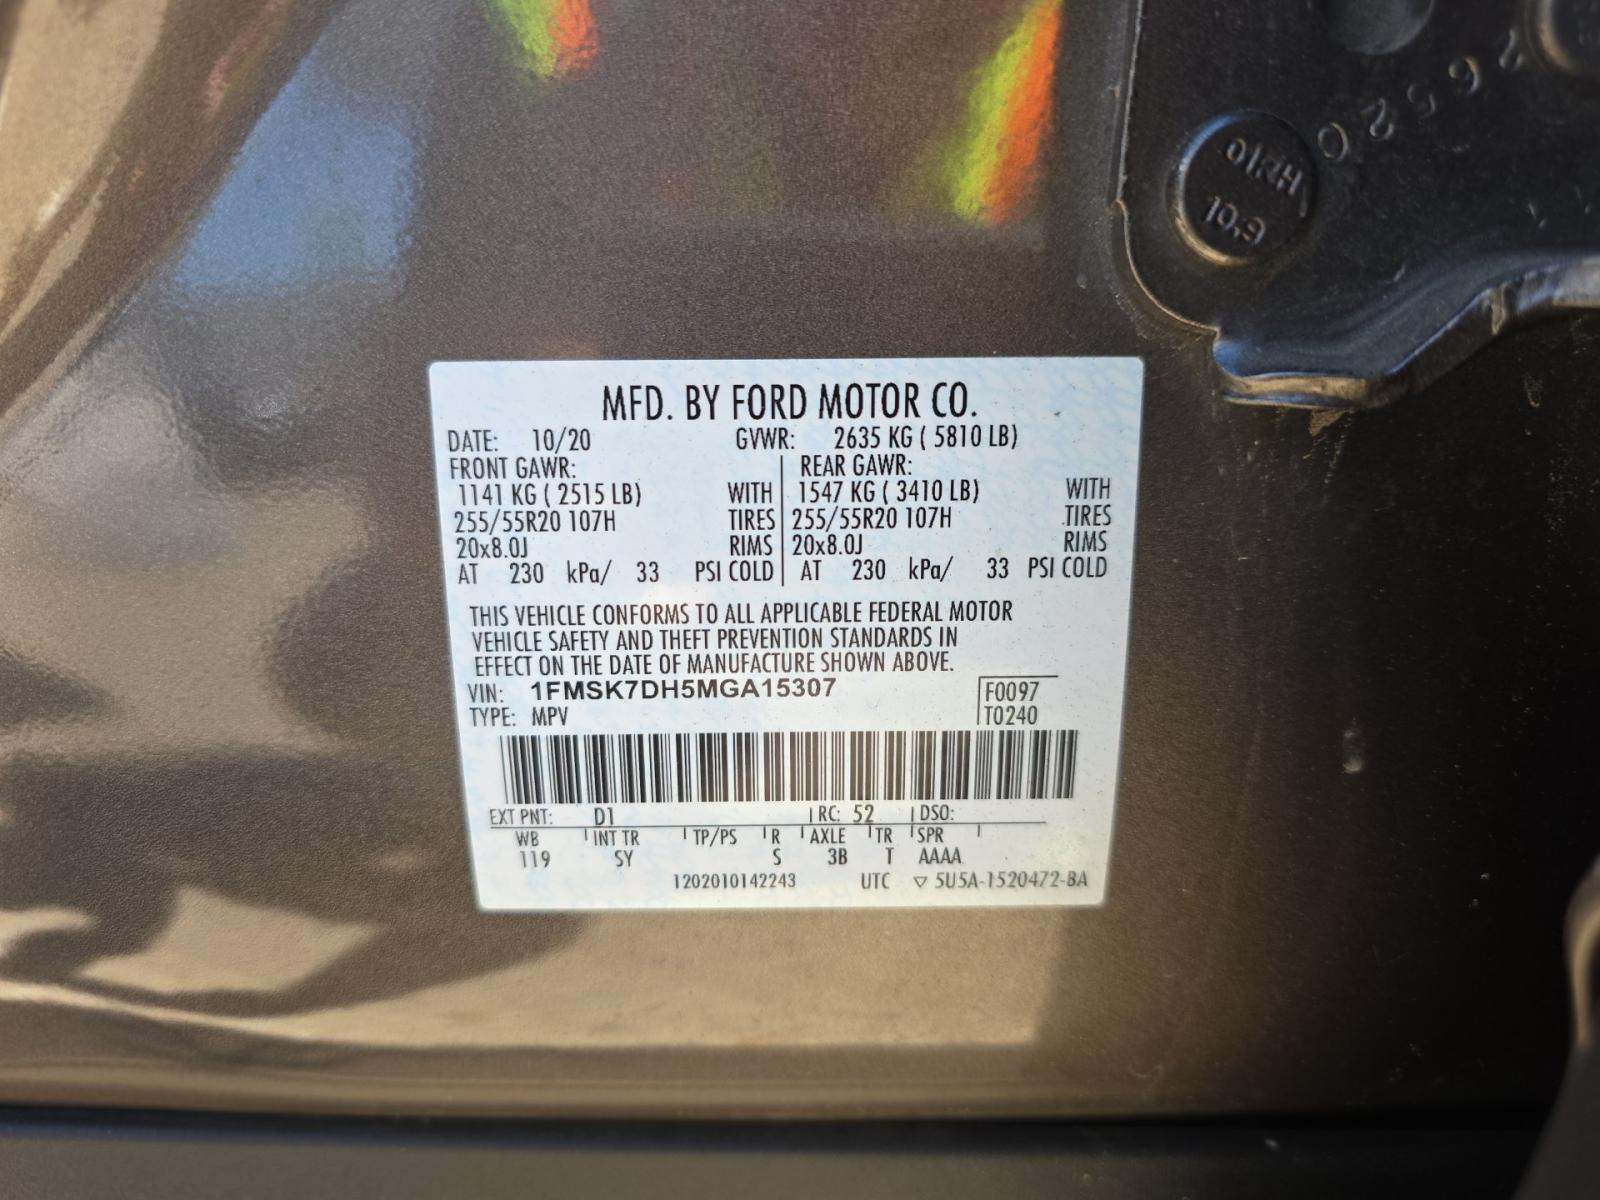 26520
HR10
10.9
MFD. BY FORD MOTOR CO.
DATE: 10/20 GVWR: 2635 KG ( 5810 LB)
FRONT GAWR: REAR GAWR:
1141 KG ( 2515 LB) WITH 1547 KG ( 3410 LB) WITH
255/55R20 107H TIRES 255/55R20 107H TIRES
20x8.0J RIMS 20x8.0J RIMS
AT 230 kPa/ 33 PSI COLD AT 230 kPa/ 33 PSI COLD
THIS VEHICLE CONFORMS TO ALL APPLICABLE FEDERAL MOTOR
VEHICLE SAFETY AND THEFT PREVENTION STANDARDS IN
EFFECT ON THE DATE OF MANUFACTURE SHOWN ABOVE.
VIN: 1FMSK7DH5MGA15307 F0097
TYPE: MPV T0240
EXT PNT: D1 RC: 52 DSO:
WB INT TR TP/PS R AXLE TR SPR
119 SY S 3B T AAAA
1202010142243 UTC ▽ 5U5A-1520472-BA